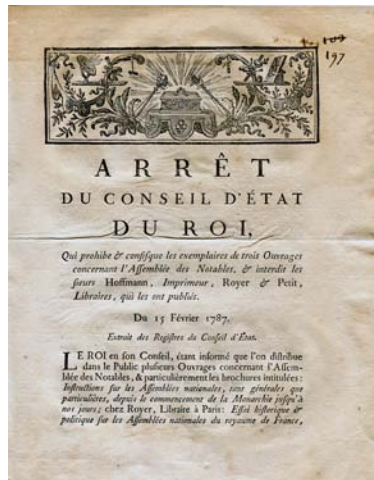 197
ARRÊT
DU CONSEIL D'ÉTAT
DU ROI,
Qui prohibe & confisque les exemplaires de trois Ouvrages
concernant l'Assemblée des Notables, & interdit les
sieurs Hoffmann, Imprimeur, Royer & Petit,
Libraires, qui les ont publiés.
Du 15 Février 1787.
Extrait des Registres du Conseil d'État.
LE ROI en son Conseil, étant informé que l'on distribue
dans le Public plusieurs Ouvrages concernant l'Assem-
blée des Notables, & particulièrement les brochures intitulées:
Instructions sur les Assemblées nationales, tant générales que
particulières, depuis le commencement de la Monarchie jusqu'à
nos jours; chez Royer, Libraire à Paris: Essai historique &
politique sur les Assemblées nationales du royaume de France,